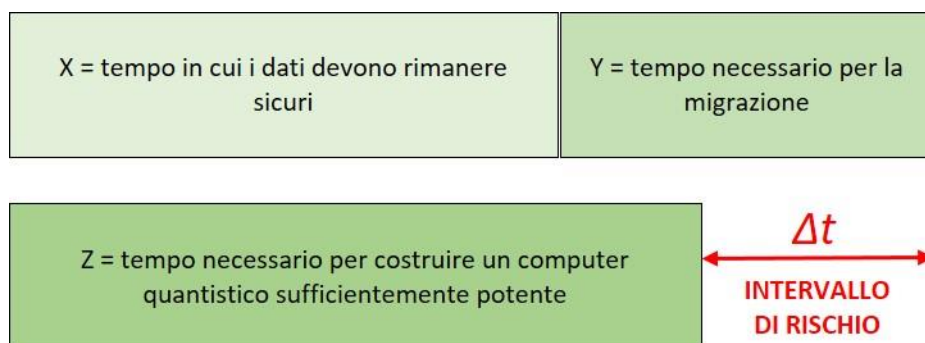 X = tempo in cui i dati devono rimanere
sicuri
Y = tempo necessario per la
migrazione
Z = tempo necessario per costruire un computer
quantistico sufficientemente potente
Δt
INTERVALLO
DI RISCHIO